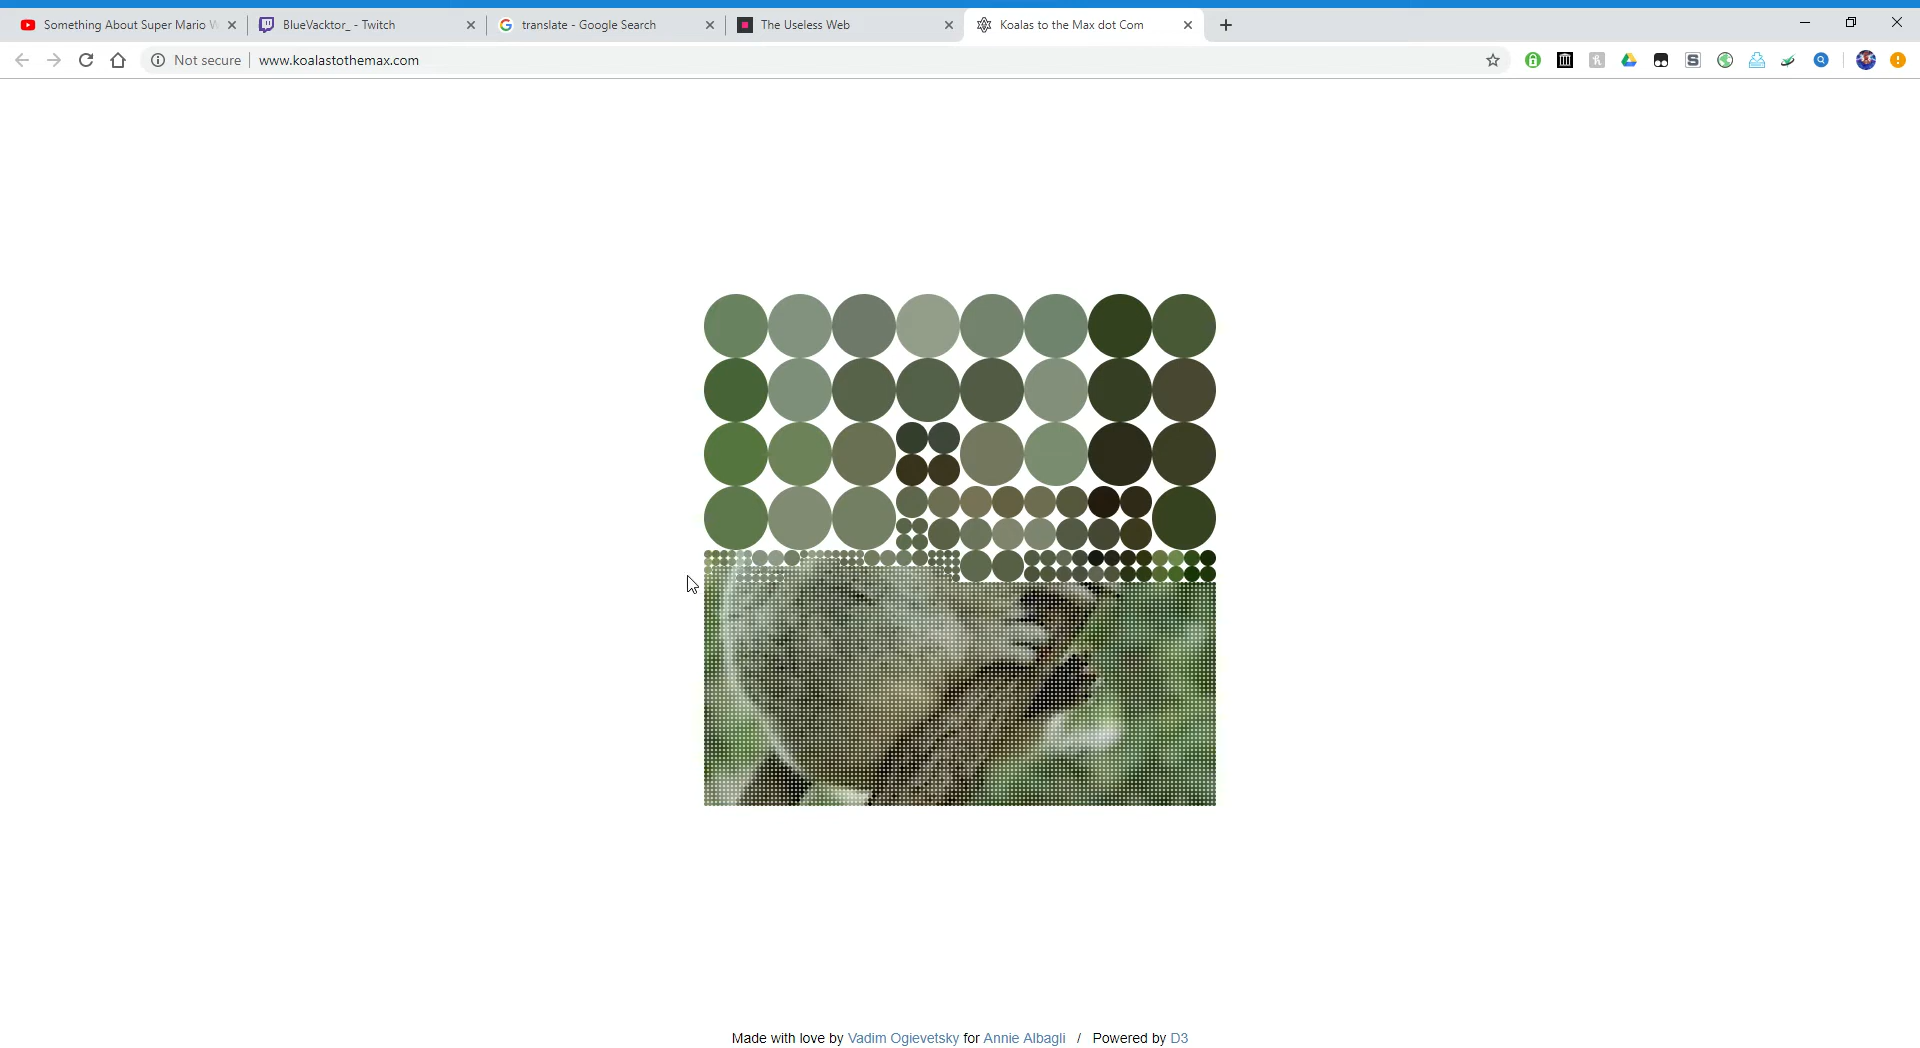 Something About Super Mario W
BlueVacktor_ - Twitch
translate - Google Search
The Useless Web
Koalas to the Max dot Com
Not secure
www.koalastothemax.com
Made with love by Vadim Ogievetsky for Annie Albagli / Powered by D3